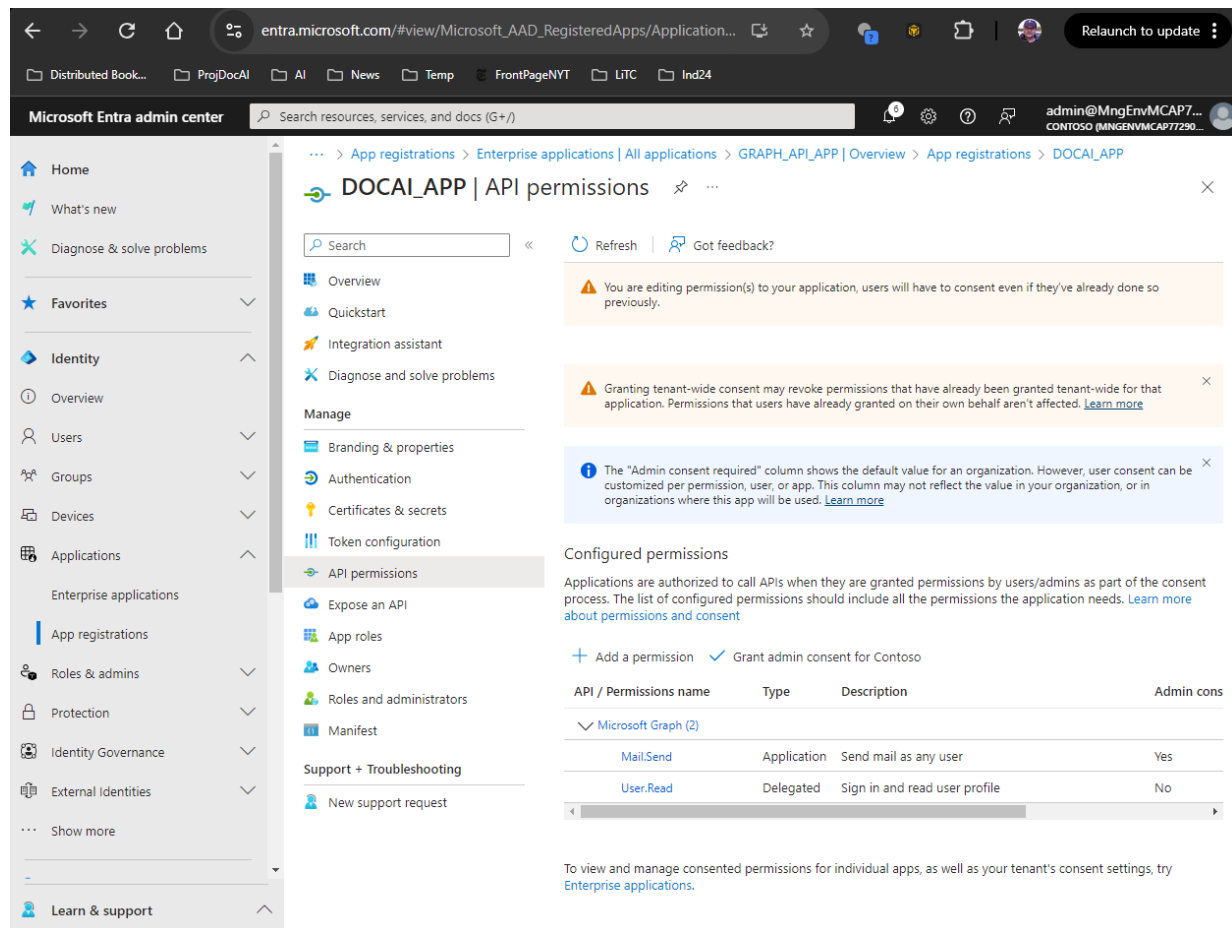 entra.microsoft.com/#view/Microsoft_AAD_RegisteredApps/Application...
Relaunch to update
Distributed Book...
ProjDocAI
AI
News
Temp
FrontPageNYT
LiTC
Ind24
Microsoft Entra admin center
Search resources, services, and docs (G+/)
6
admin@MngEnvMCAP7...
CONTOSO (MNGENVMCAP77290...
Home
What's new
Diagnose & solve problems
Favorites
Identity
Overview
Users
Groups
Devices
Applications
Enterprise applications
App registrations
Roles & admins
Protection
Identity Governance
External Identities
Show more
Learn & support
... > App registrations > Enterprise applications | All applications > GRAPH_API_APP | Overview > App registrations > DOCAI_APP
DOCAI_APP | API permissions
Search
Overview
Quickstart
Integration assistant
Diagnose and solve problems
Manage
Branding & properties
Authentication
Certificates & secrets
Token configuration
API permissions
Expose an API
App roles
Owners
Roles and administrators
Manifest
Support + Troubleshooting
New support request
Refresh
Got feedback?
You are editing permission(s) to your application, users will have to consent even if they've already done so
previously.
Granting tenant-wide consent may revoke permissions that have already been granted tenant-wide for that
application. Permissions that users have already granted on their own behalf aren't affected. Learn more
The "Admin consent required" column shows the default value for an organization. However, user consent can be
customized per permission, user, or app. This column may not reflect the value in your organization, or in
organizations where this app will be used. Learn more
Configured permissions
Applications are authorized to call APIs when they are granted permissions by users/admins as part of the consent
process. The list of configured permissions should include all the permissions the application needs. Learn more
about permissions and consent
Add a permission
Grant admin consent for Contoso
API / Permissions name Type Description Admin cons
Microsoft Graph (2)
Mail.Send Application Send mail as any user Yes
User.Read Delegated Sign in and read user profile No
To view and manage consented permissions for individual apps, as well as your tenant's consent settings, try
Enterprise applications.